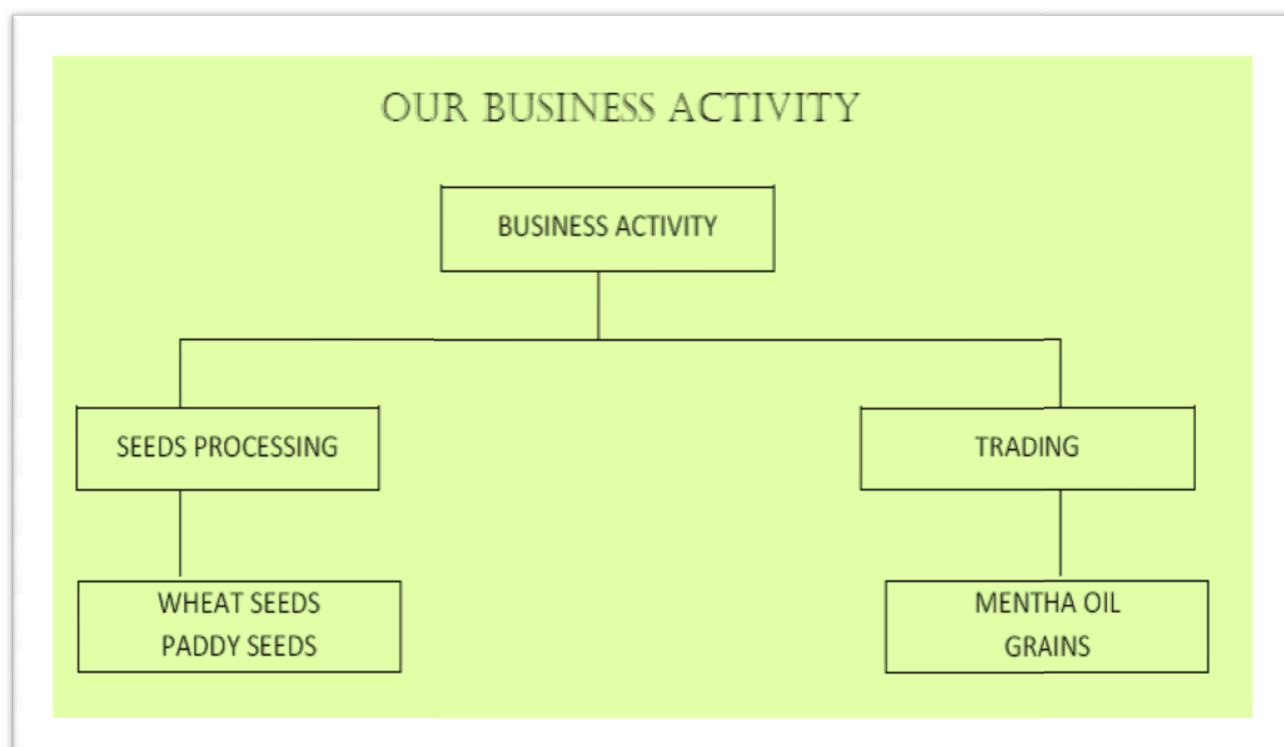 OUR BUSINESS ACTIVITY
BUSINESS ACTIVITY
SEEDS PROCESSING
TRADING
WHEAT SEEDS
PADDY SEEDS
MENTHA OIL
GRAINS